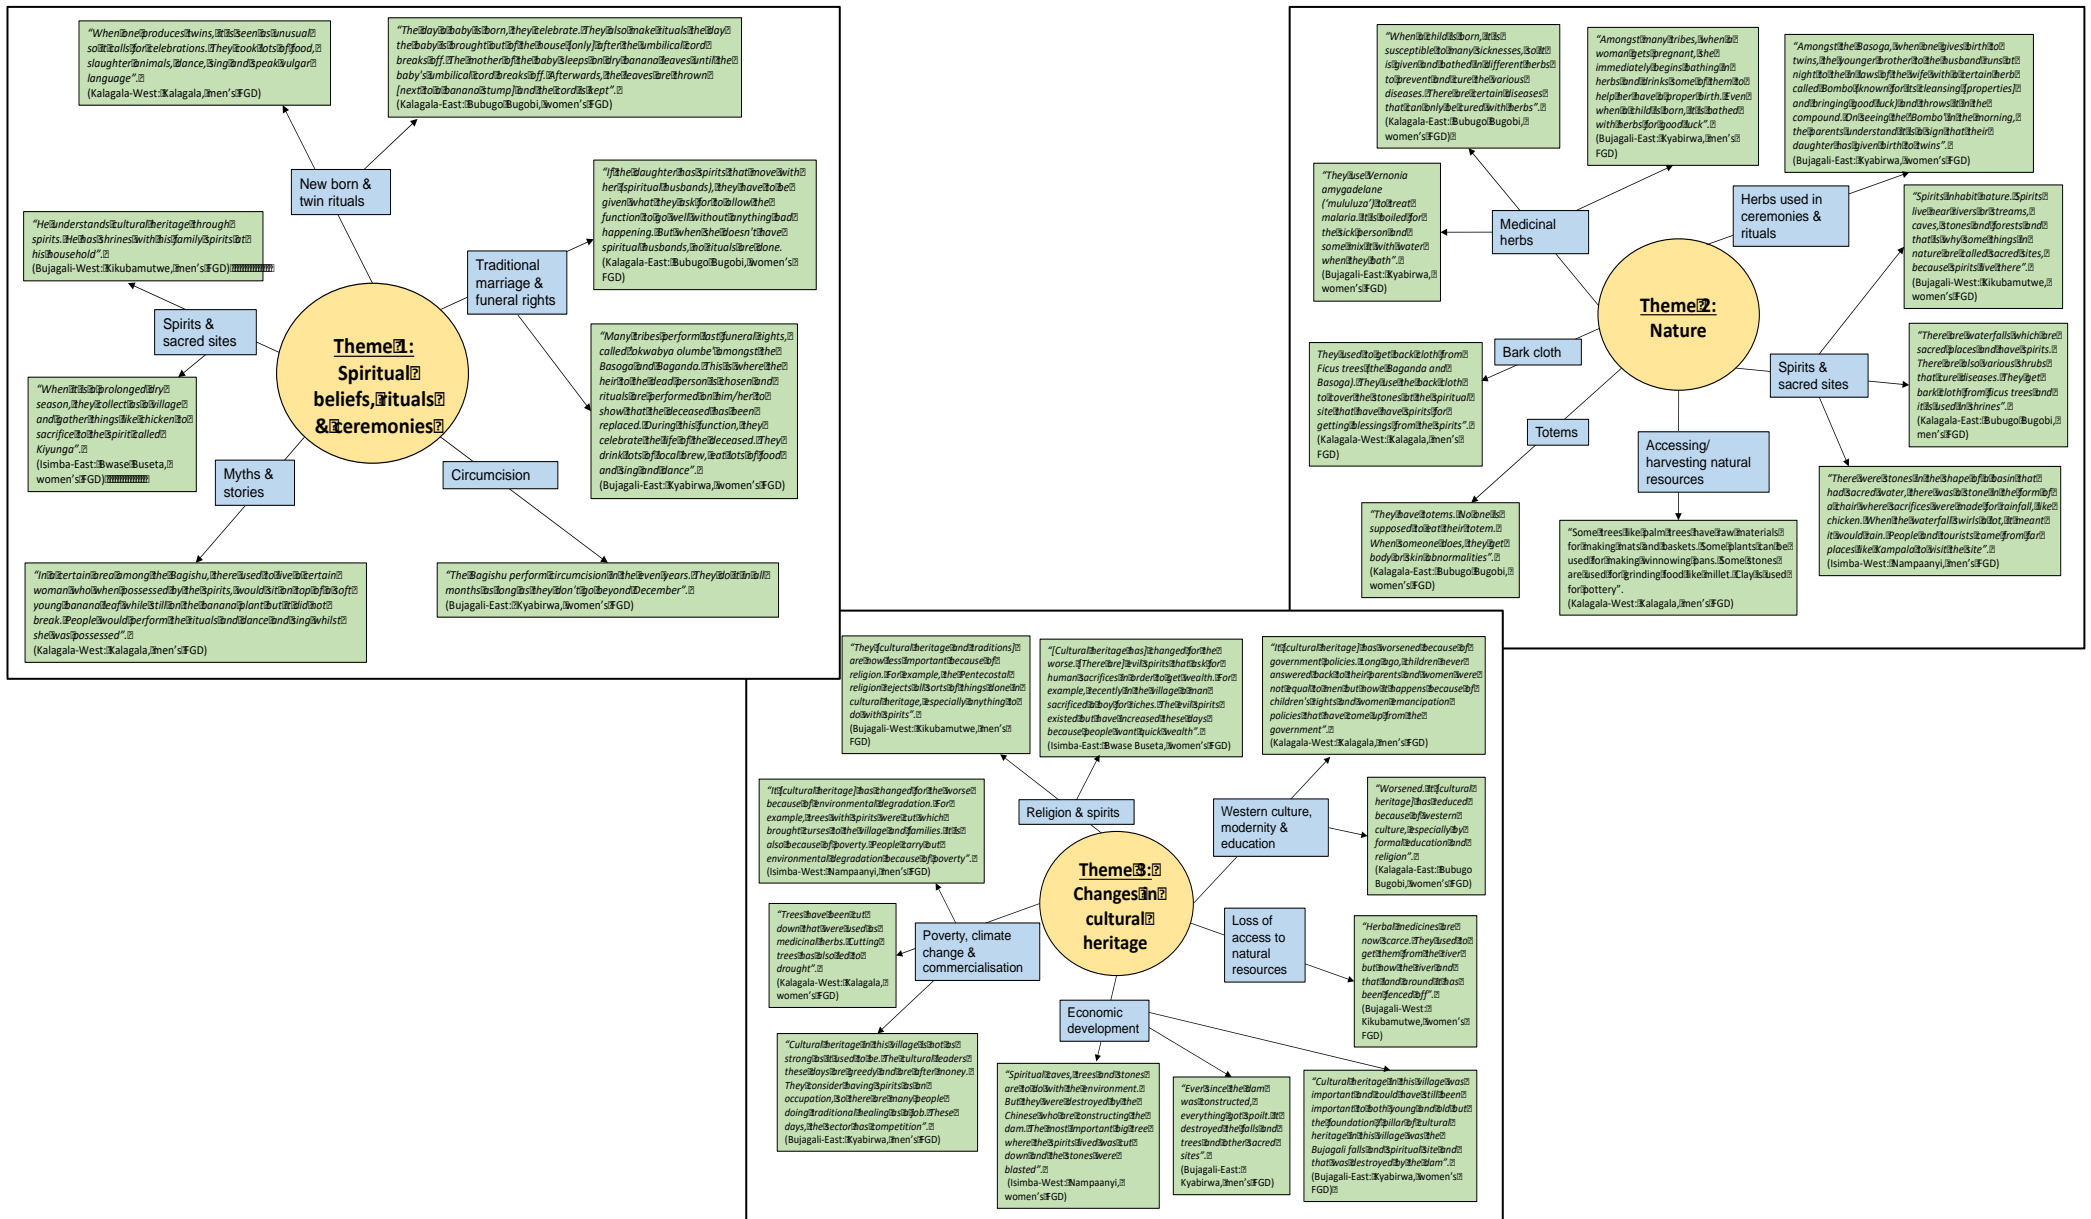 “When one produces twins, it is seen as unusual
so it calls for celebrations. They cook lots of food,
slaughter animals, dance, sing and speak vulgar
language”.
(Kalagala-West: Kalagala, men’s FGD)
“The day a baby is born, they celebrate. They also make rituals the day
the baby is brought out of the house [only] after the umbilical cord
breaks off. The mother of the baby sleeps on dry banana leaves until the
baby's umbilical cord breaks off. Afterwards, the leaves are thrown
[next to a banana stump] and the cord is kept”.
(Kalagala-East: Bubugo Bugobi, women’s FGD)
New born &
twin rituals
“If the daughter has spirits that move with
her (spiritual husbands), they have to be
given what they ask for to allow the
function to go well without anything bad
happening. But when she doesn't have
spiritual husbands, no rituals are done.
(Kalagala-East: Bubugo Bugobi, women’s
FGD)
“He understands cultural heritage through
spirits. He has shrines with his family spirits at
his household”.
(Bujagali-West: Kikubamutwe, men’s FGD)
Traditional
marriage &
funeral rights
Spirits &
sacred sites
Theme 1:
Spiritual
beliefs, rituals
& ceremonies
“Many tribes perform last funeral rights,
called ‘okwabya olumbe’ amongst the
Basoga and Baganda. This is where the
heir to the dead person is chosen and
rituals are performed on him/her to
show that the deceased has been
replaced. During this function, they
celebrate the life of the deceased. They
drink lots of local brew, eat lots of food
and sing and dance”.
(Bujagali-East: Kyabirwa, women’s FGD)
“When it is a prolonged dry
season, they collect as a village
and gather things like chicken to
sacrifice to the spirit called
Kiyunga”.
(Isimba-East: Bwase Buseta,
women’s FGD)
Myths &
stories
Circumcision
“In a certain area among the Bagishu, there used to live a certain
woman who when possessed by the spirits, would sit on top of a soft
young banana leaf while still on the banana plant but it did not
break. People would perform the rituals and dance and sing whilst
she was possessed”.
(Kalagala-West: Kalagala, men’s FGD)
“The Bagishu perform circumcision in the even years. They do it in all
months as long as they don’t go beyond December”.
(Bujagali-East: Kyabirwa, women’s FGD)
“When a child is born, it is
susceptible to many sicknesses, so it
is given and bathed in different herbs
to prevent and cure the various
diseases. There are certain diseases
that can only be cured with herbs”.
(Kalagala-East: Bubugo Bugobi,
women’s FGD)
“Amongst many tribes, when a
woman gets pregnant, she
immediately begins bathing in
herbs and drinks some of them to
help her have a proper birth. Even
when a child is born, it is bathed
with herbs for good luck”.
(Bujagali-East: Kyabirwa, men’s
FGD)
“Amongst the Basoga, when one gives birth to
twins, the younger brother to the husband runs at
night to the in laws of the wife with a certain herb
called Bombo (known for its cleansing [properties]
and bringing good luck) and throws it in the
compound. On seeing the ‘Bombo’ in the morning,
the parents understand it is a sign that their
daughter has given birth to twins”.
(Bujagali-East: Kyabirwa, women’s FGD)
“They use Vernonia
amygadelane
(‘mululuza’) to treat
malaria. It is boiled for
the sick person and
some mix it with water
when they bath”.
(Bujagali-East: Kyabirwa,
women’s FGD)
Medicinal
herbs
Herbs used in
ceremonies &
rituals
“Spirits inhabit nature. Spirits
live near rivers or streams,
caves, stones and forests and
that is why some things in
nature are called sacred sites,
because spirits live there”.
(Bujagali-West: Kikubamutwe,
women’s FGD)
Theme 2:
Nature
They used to get back cloth from
Ficus trees (the Baganda and
Basoga). They use the back cloth
to cover the stones at the spiritual
site that have have spirits for
getting blessings from the spirits”.
(Kalagala-West: Kalagala, men’s
FGD)
Bark cloth
Spirits &
sacred sites
“There are waterfalls which are
sacred places and have spirits.
There are also various shrubs
that cure diseases. They get
bark cloth from ficus trees and
it is used in shrines”.
(Kalagala-East: Bubugo Bugobi,
men’s FGD)
Totems
Accessing/
harvesting natural
resources
“They have totems. No one is
supposed to eat their totem.
When someone does, they get
body or skin abnormalities”.
(Kalagala-East: Bubugo Bugobi,
women’s FGD)
“Some trees like palm trees have raw materials
for making mats and baskets. Some plants can be
used for making winnowing pans. Some stones
are used for grinding food like millet. Clay is used
for pottery”.
(Kalagala-West: Kalagala, men’s FGD)
“There were stones in the shape of a basin that
had sacred water, there was a stone in the form of
a chair where sacrifices were made for rainfall, like
chicken. When the waterfall swirls a lot, it meant
it would rain. People and tourists came from far
places like Kampala to visit the site”.
(Isimba-West: Nampaanyi, men’s FGD)
“They [cultural heritage and traditions]
are now less important because of
religion. For example, the Pentecostal
religion rejects all sorts of things done in
cultural heritage, especially anything to
do with spirits”.
(Bujagali-West: Kikubamutwe, men’s
FGD)
“[Cultural heritage has] changed for the
worse. [There are] evil spirits that ask for
human sacrifices in order to get wealth. For
example, recently in the village a man
sacrificed a boy for riches. The evil spirits
existed but have increased these days
because people want quick wealth”.
(Isimba-East: Bwase Buseta, women’s FGD)
“It [cultural heritage] has worsened because of
government policies. Long ago, children never
answered back to their parents and women were
not equal to men but now it happens because of
children's rights and women emancipation
policies that have come up from the
government”.
(Kalagala-West: Kalagala, men’s FGD)
“It [cultural heritage] has changed for the worse
because of environmental degradation. For
example, trees with spirits were cut which
brought curses to the village and families. It is
also because of poverty. People carry out
environmental degradation because of poverty”.
(Isimba-West: Nampaanyi, men’s FGD)
Religion & spirits
Western culture,
modernity &
education
“Worsened. It [cultural
heritage] has reduced
because of western
culture, especially by
formal education and
religion”.
(Kalagala-East: Bubugo
Bugobi, women’s FGD)
Theme 3:
Changes in
cultural
heritage
“Trees have been cut
down that were used as
medicinal herbs. Cutting
trees has also led to
drought”.
(Kalagala-West: Kalagala,
women’s FGD)
Poverty, climate
change &
commercialisation
Loss of
access to
natural
resources
“Herbal medicines are
now scarce. They used to
get them from the river
but now the river and
that land around it has
been fenced off”.
(Bujagali-West:
Kikubamutwe, women’s
FGD)
Economic
development
“Cultural heritage in this village is not as
strong as it used to be. The cultural leaders
these days are greedy and are after money.
They consider having spirits as an
occupation, so there are many people
doing traditional healing as a job. These
days, the sector has competition”.
(Bujagali-East: Kyabirwa, men’s FGD)
“Spiritual caves, trees and stones
are to do with the environment.
But they were destroyed by the
Chinese who are constructing the
dam. The most important big tree
where the spirits lived was cut
down and the stones were
blasted”.
(Isimba-West: Nampaanyi,
women’s FGD)
“Ever since the dam
was constructed,
everything got spoilt. It
destroyed the falls and
trees and other sacred
sites”.
(Bujagali-East:
Kyabirwa, men’s FGD)
“Cultural heritage in this village was
important and could have still been
important to both young and old but
the foundation / pillar of cultural
heritage in this village was the
Bujagali falls and spiritual site and
that was destroyed by the dam”.
(Bujagali-East: Kyabirwa, women’s
FGD)